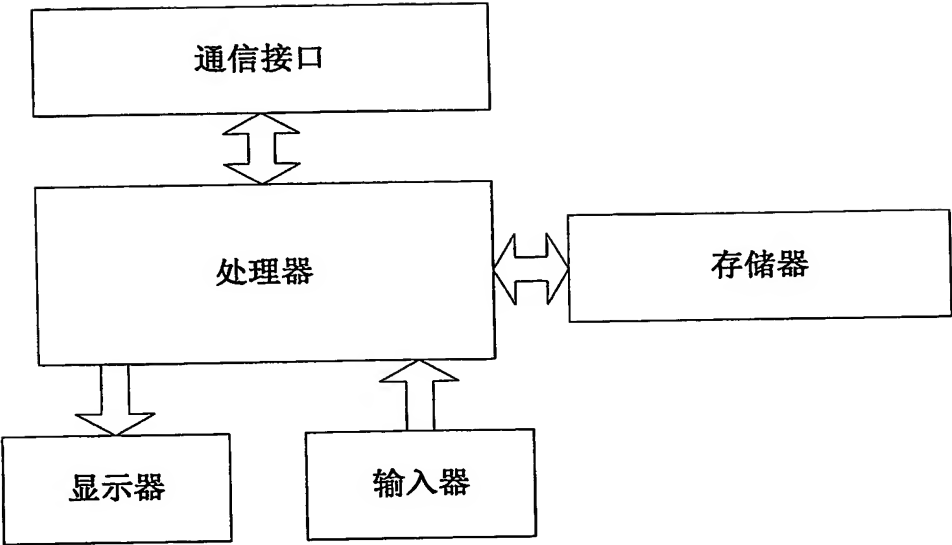 通信接口
处理器
存储器
显示器
输入器